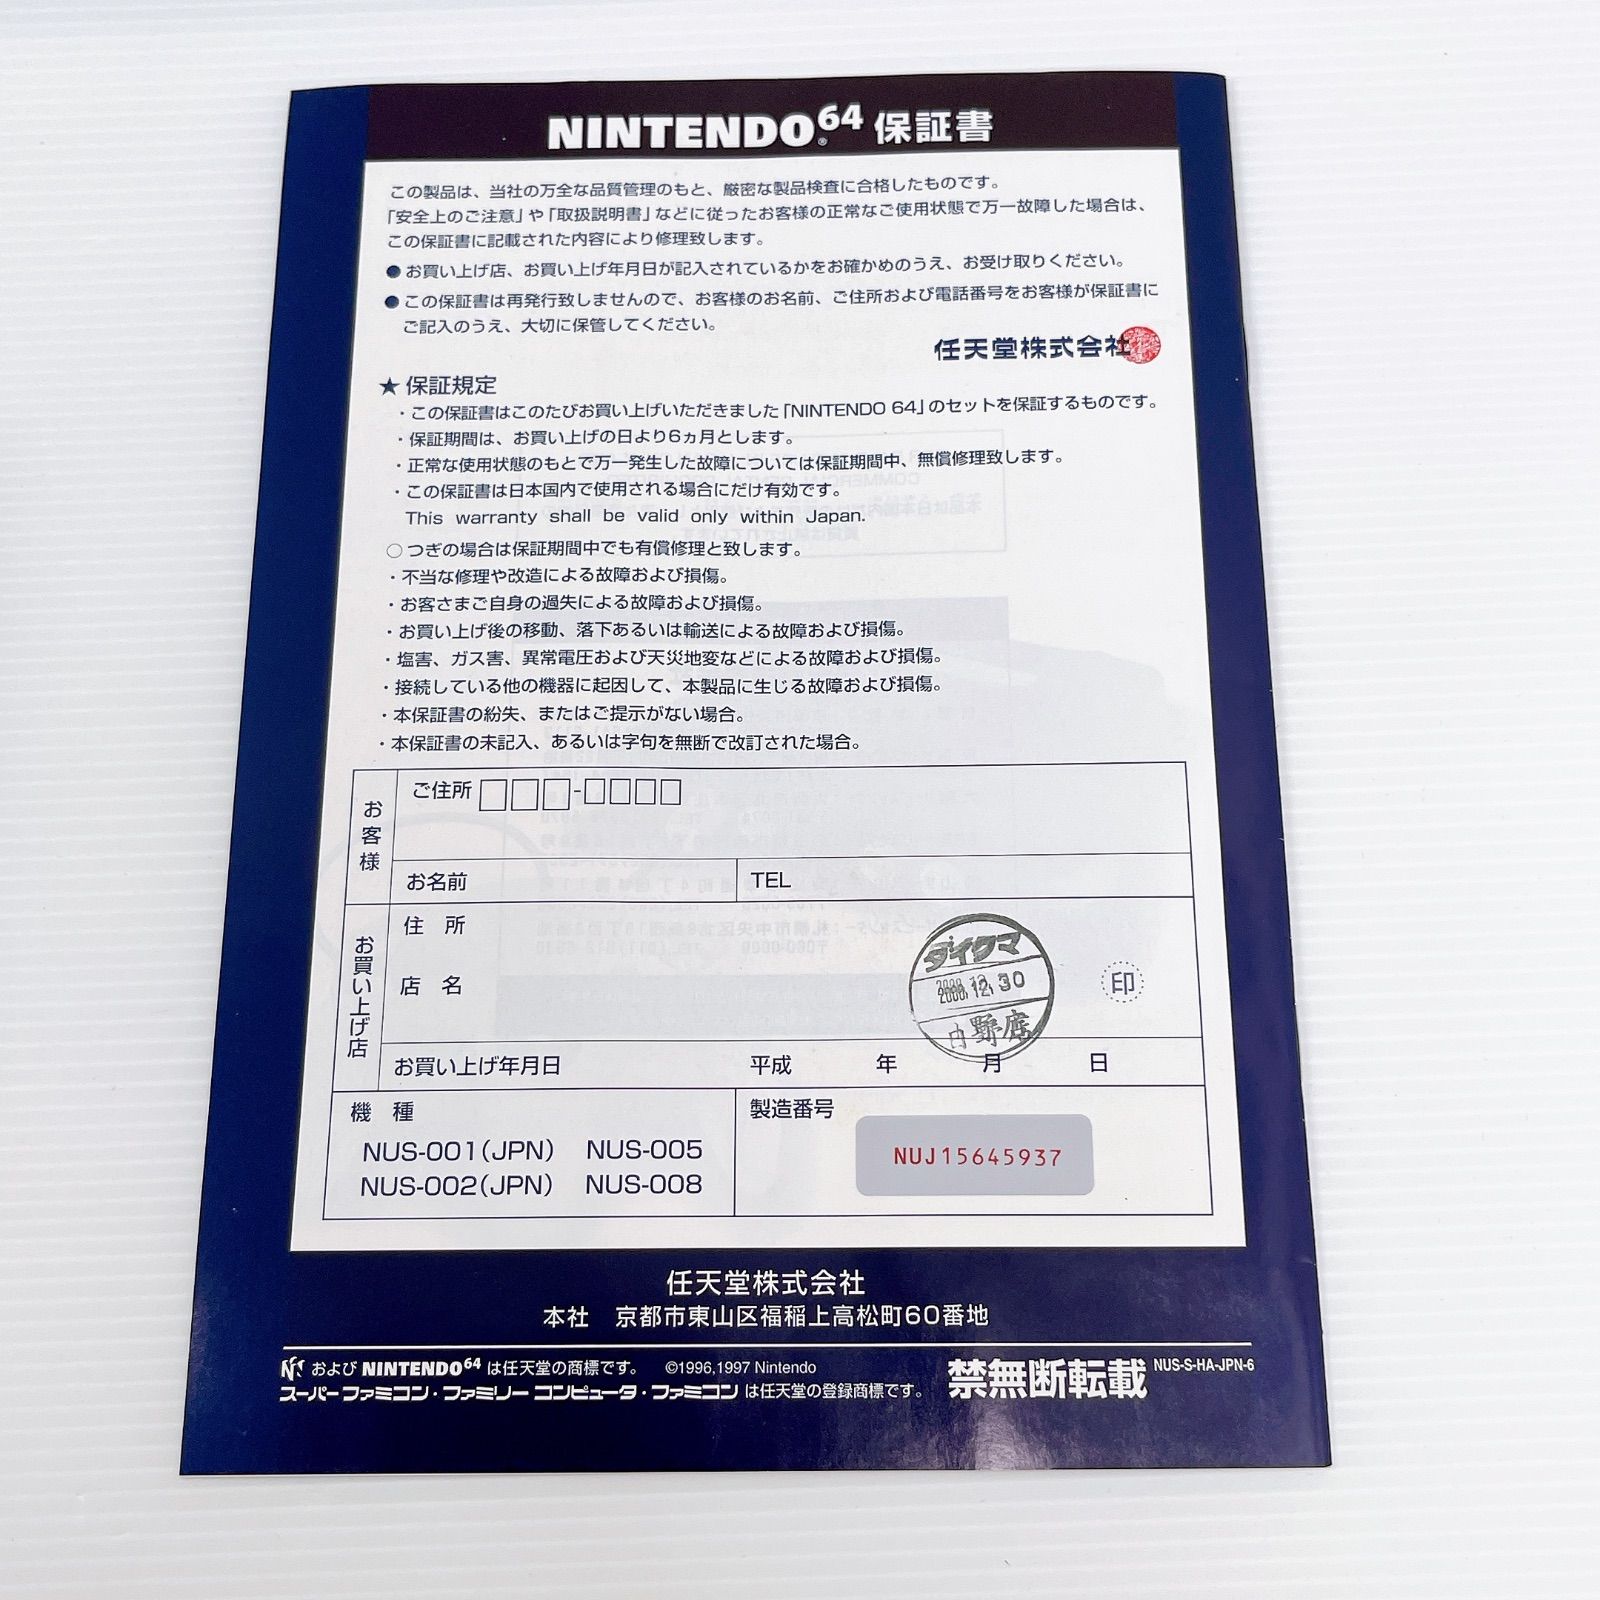 NINTENDO64 保証書
この製品は、当社の万全な品質管理のもと、厳密な製品検査に合格したものです。
「安全上のご注意」や「取扱説明書」などに従ったお客様の正常なご使用状態で万一故障した場合は、
この保証書に記載された内容により修理致します。
●お買い上げ店、お買い上げ年月日が記入されているかをお確かめのうえ、お受け取りください。
●この保証書は再発行致しませんので、お客様のお名前、ご住所および電話番号をお客様が保証書に
ご記入のうえ、大切に保管してください。
任天堂株式会社
★保証規定
・この保証書はこのたびお買い上げいただきました「NINTENDO 64」のセットを保証するものです。
・保証期間は、お買い上げの日より6ヵ月とします。
・正常な使用状態のもとで万一発生した故障については保証期間中、無償修理致します。
・この保証書は日本国内で使用される場合にだけ有効です。
This warranty shall be valid only within Japan.
○つぎの場合は保証期間中でも有償修理と致します。
・不当な修理や改造による故障および損傷。
・お客さまご自身の過失による故障および損傷。
・お買い上げ後の移動、落下あるいは輸送による故障および損傷。
・塩害、ガス害、異常電圧および天災地変などによる故障および損傷。
・接続している他の機器に起因して、本製品に生じる故障および損傷。
・本保証書の紛失、またはご提示がない場合。
・本保証書の未記入、あるいは字句を無断で改訂された場合。
お客様
ご住所 □□□-□□□□
お名前 TEL
お買い上げ店
住 所
店 名
ダイクマ
12.30
日野店
印
お買い上げ年月日 平成 年 月 日
機 種
NUS-001(JPN) NUS-005
NUS-002(JPN) NUS-008
製造番号
NUJ15645937
任天堂株式会社
本社 京都市東山区福稲上高松町60番地
および NINTENDO64 は任天堂の商標です。 ©1996,1997 Nintendo
スーパーファミコン・ファミリーコンピュータ・ファミコン は任天堂の登録商標です。
禁無断転載 NUS-S-HA-JPN-6